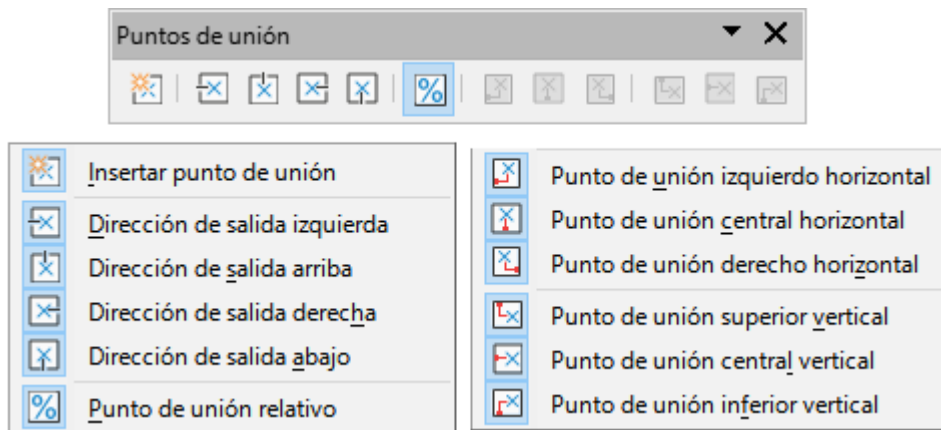 Puntos de unión
Insertar punto de unión
Dirección de salida izquierda
Dirección de salida arriba
Dirección de salida derecha
Dirección de salida abajo
Punto de unión relativo
Punto de unión izquierdo horizontal
Punto de unión central horizontal
Punto de unión derecho horizontal
Punto de unión superior vertical
Punto de unión central vertical
Punto de unión inferior vertical